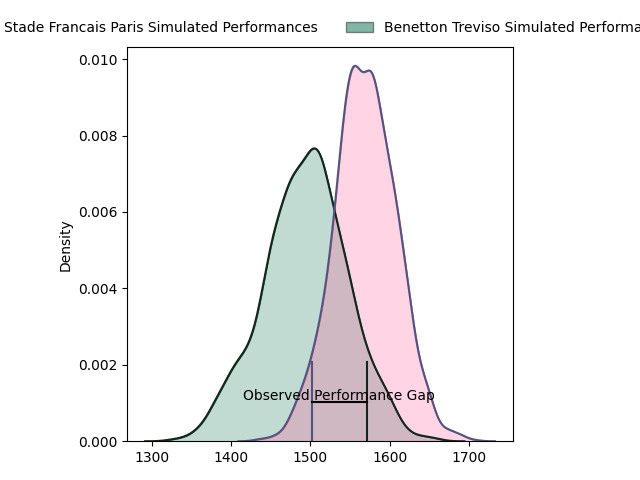 Stade Francais Paris Simulated Performances
Benetton Treviso Simulated
0.010
0.008
0.006
0.004
0.002
0.000
Density
Observed Performance Gap
1300 1400 1500 1600 1700